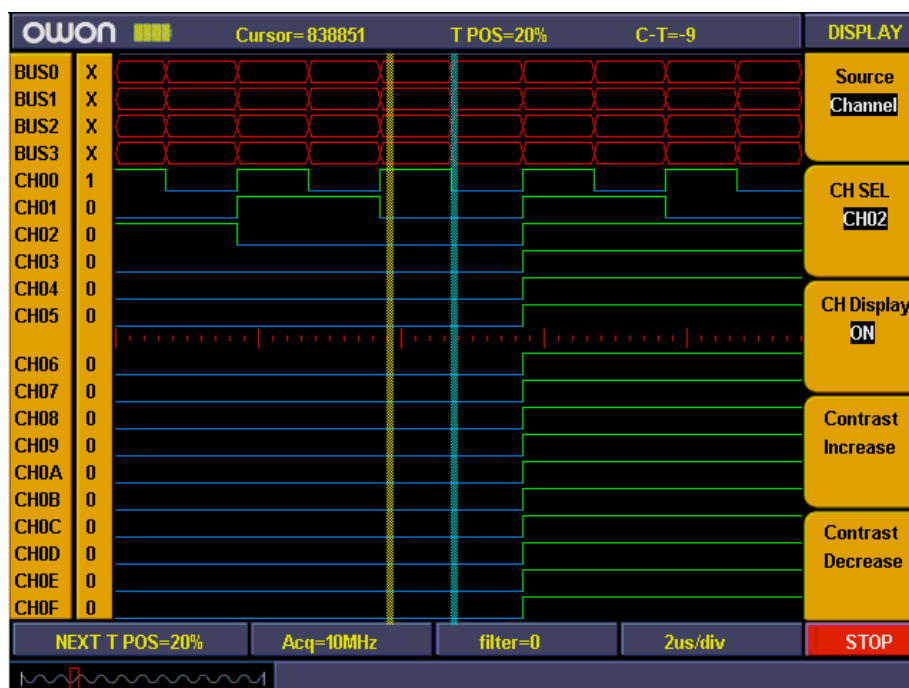 owon Cursor=838851 T POS=20% C-T=-9 DISPLAY
BUS0 X
BUS1 X
BUS2 X
BUS3 X
CH00 1
CH01 0
CH02 0
CH03 0
CH04 0
CH05 0
CH06 0
CH07 0
CH08 0
CH09 0
CH0A 0
CH0B 0
CH0C 0
CH0D 0
CH0E 0
CH0F 0
Source
Channel
CH SEL
CH02
CH Display
ON
Contrast
Increase
Contrast
Decrease
NEXT T POS=20% Acq=10MHz filter=0 2us/div STOP